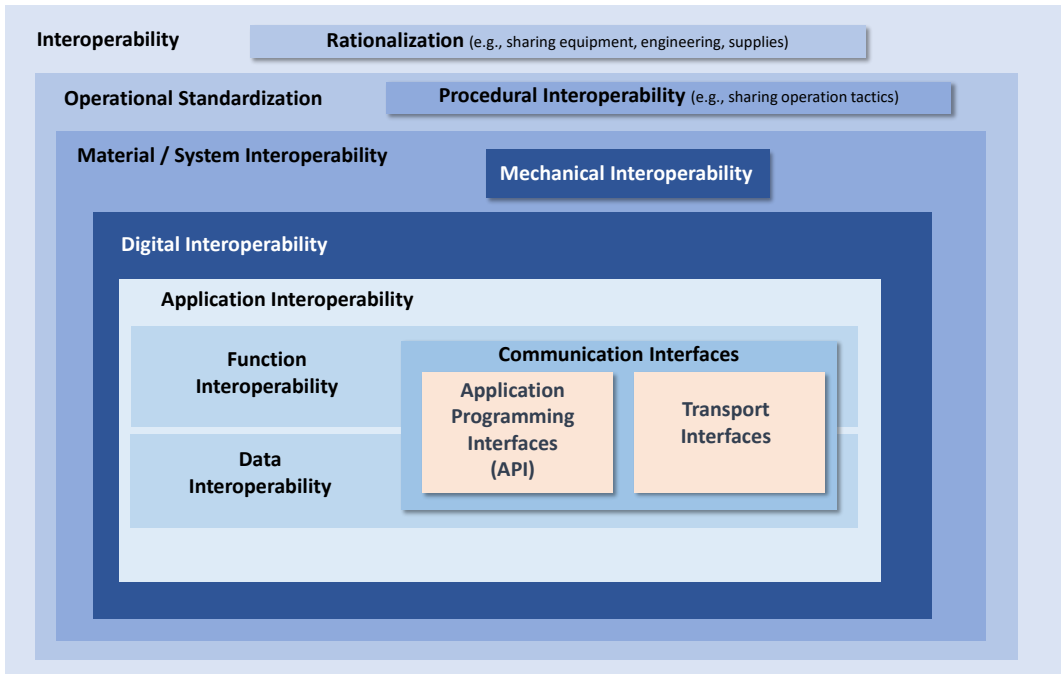 Interoperability
Rationalization (e.g., sharing equipment, engineering, supplies)
Operational Standardization
Procedural Interoperability (e.g., sharing operation tactics)
Material / System Interoperability
Mechanical Interoperability
Digital Interoperability
Application Interoperability
Function
Interoperability
Communication Interfaces
Application
Programming
Interfaces
(API)
Transport
Interfaces
Data
Interoperability